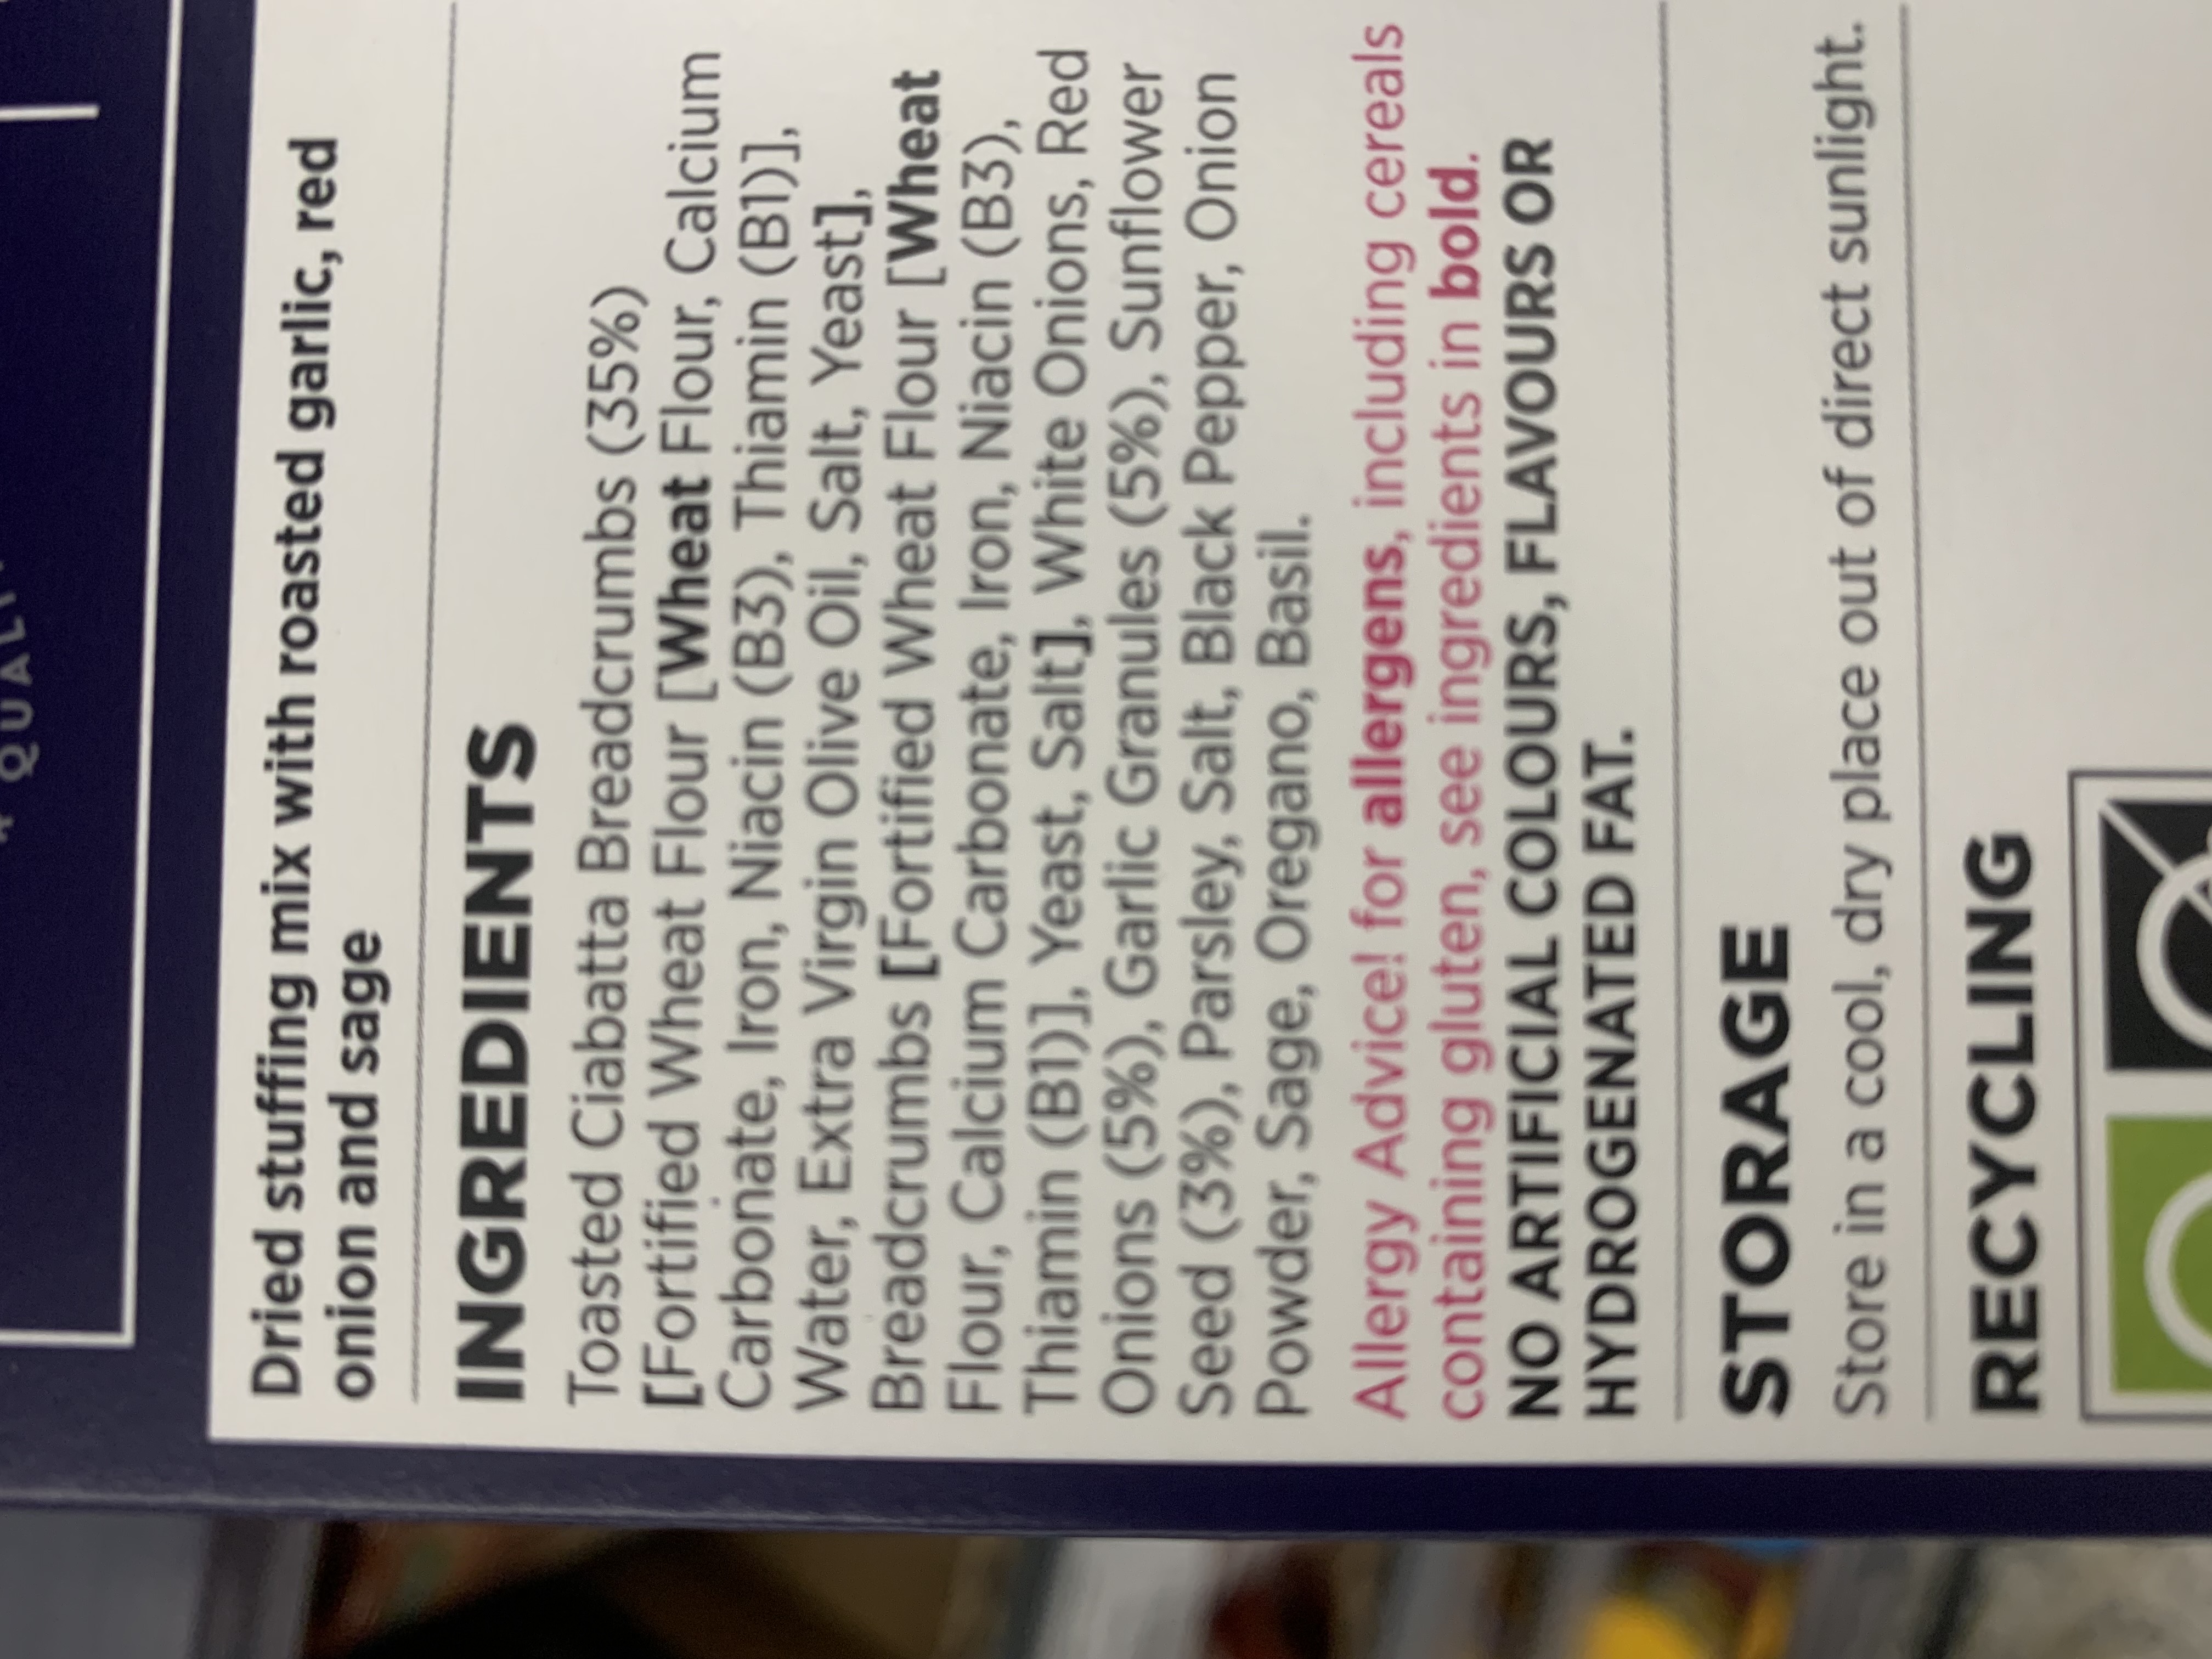 QUALI
Dried stuffing mix with roasted garlic, red
onion and sage
INGREDIENTS
Toasted Ciabatta Breadcrumbs (35%)
[Fortified Wheat Flour [Wheat Flour, Calcium
Carbonate, Iron, Niacin (B3), Thiamin (B1)],
Water, Extra Virgin Olive Oil, Salt, Yeast],
Breadcrumbs [Fortified Wheat Flour [Wheat
Flour, Calcium Carbonate, Iron, Niacin (B3),
Thiamin (B1)], Yeast, Salt], White Onions, Red
Onions (5%), Garlic Granules (5%), Sunflower
Seed (3%), Parsley, Salt, Black Pepper, Onion
Powder, Sage, Oregano, Basil.
Allergy Advice! for allergens, including cereals
containing gluten, see ingredients in bold.
NO ARTIFICIAL COLOURS, FLAVOURS OR
HYDROGENATED FAT.
STORAGE
Store in a cool, dry place out of direct sunlight.
RECYCLING